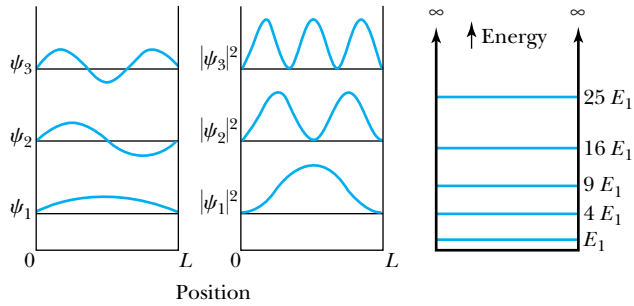 ∞ ∞
↑ Energy
ψ₃
|ψ₃|²
25 E₁
ψ₂
|ψ₂|²
16 E₁
9 E₁
ψ₁
|ψ₁|²
4 E₁
E₁
0 L 0 L
Position